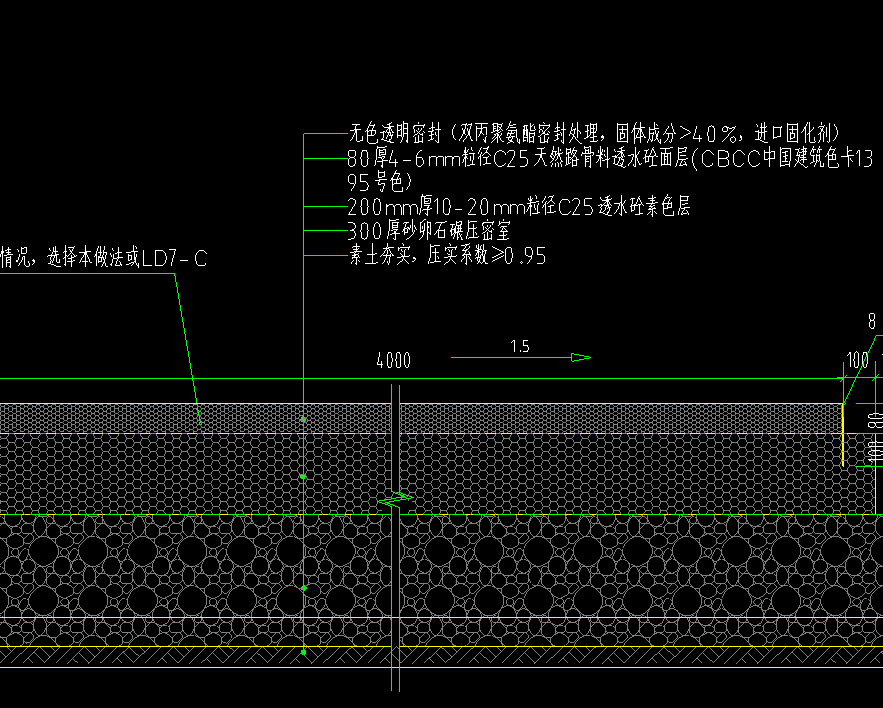 无色透明密封（双丙聚氨酯密封处理，固体成分>40%，进口固化剂）
80厚4-6mm粒径C25天然路骨料透水砼面层(CBCC中国建筑色卡13
95号色)
200mm厚10-20mm粒径C25透水砼素色层
300厚砂卵石碾压密室
素土夯实，压实系数≥0.95
情况，选择本做法或LD7-C
8
1.5
4000
100
80
100